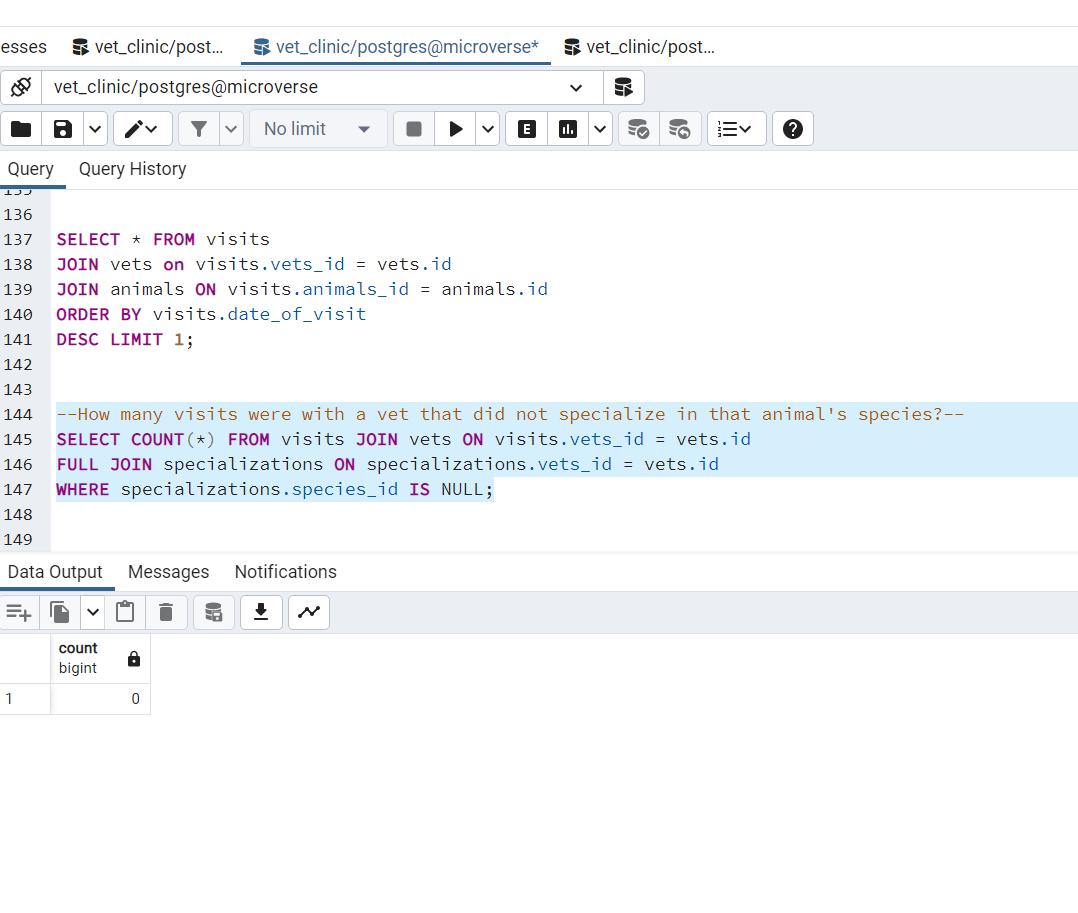 esses vet_clinic/post... vet_clinic/postgres@microverse* vet_clinic/post...
vet_clinic/postgres@microverse
No limit E
Query Query History
135
136
137 SELECT * FROM visits
138 JOIN vets on visits.vets_id = vets.id
139 JOIN animals ON visits.animals_id = animals.id
140 ORDER BY visits.date_of_visit
141 DESC LIMIT 1;
142
143
144 --How many visits were with a vet that did not specialize in that animal's species?--
145 SELECT COUNT(*) FROM visits JOIN vets ON visits.vets_id = vets.id
146 FULL JOIN specializations ON specializations.vets_id = vets.id
147 WHERE specializations.species_id IS NULL;
148
149
Data Output Messages Notifications
count
bigint
1 0